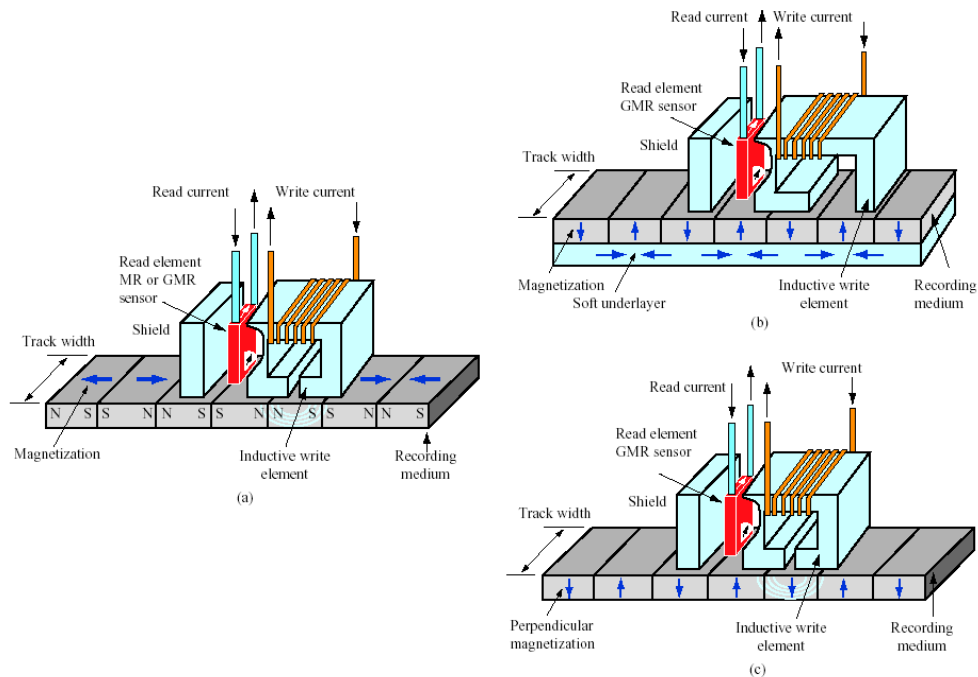 Read current
Write current
Read element
MR or GMR
sensor
Shield
Track width
N S S N N S S N N S S N N S
Magnetization
Inductive write
element
Recording
medium
(a)
Read current
Write current
Read element
GMR sensor
Shield
Track width
Magnetization
Soft underlayer
Inductive write
element
Recording
medium
(b)
Read current
Write current
Read element
GMR sensor
Shield
Track width
Perpendicular
magnetization
Inductive write
element
Recording
medium
(c)